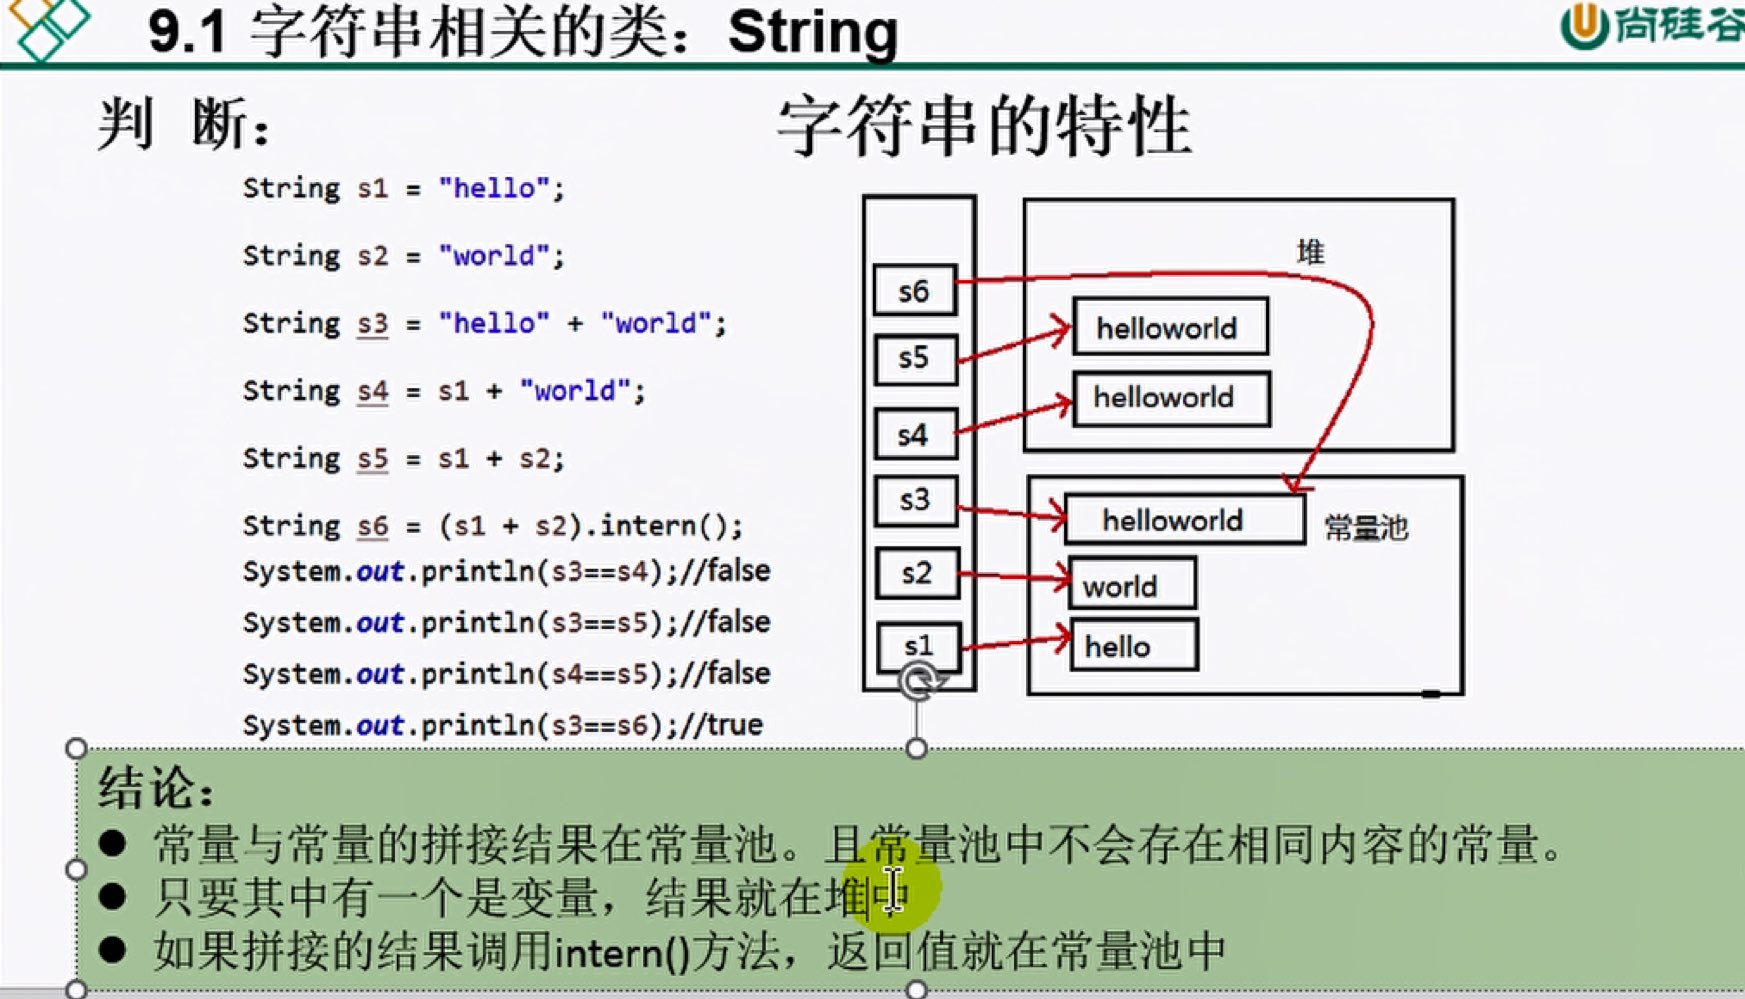 9.1 字符串相关的类：String
尚硅谷
判 断：
字符串的特性
String s1 = "hello";
String s2 = "world";
String s3 = "hello" + "world";
String s4 = s1 + "world";
String s5 = s1 + s2;
String s6 = (s1 + s2).intern();
System.out.println(s3==s4);//false
System.out.println(s3==s5);//false
System.out.println(s4==s5);//false
System.out.println(s3==s6);//true
堆
s6
helloworld
s5
helloworld
s4
s3
helloworld
常量池
s2
world
s1
hello
结论：
● 常量与常量的拼接结果在常量池。且常量池中不会存在相同内容的常量。
● 只要其中有一个是变量，结果就在堆中
● 如果拼接的结果调用intern()方法，返回值就在常量池中